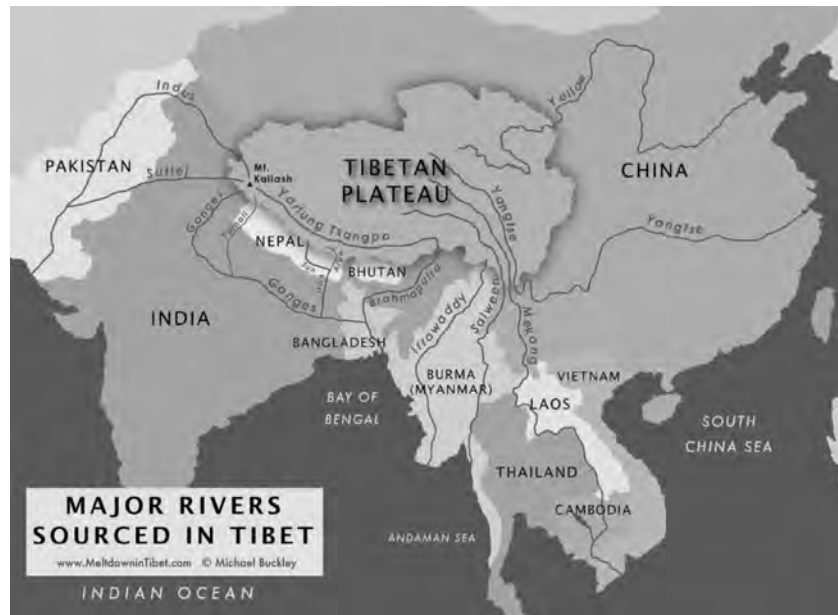 Indus
Yellow
PAKISTAN
Sutlej
Mt.
Kailash
TIBETAN
PLATEAU
CHINA
Ganges
Yarlung Tsangpo
Yangtse
Yangtse
NEPAL
BHUTAN
Brahmaputra
Ganges
INDIA
BANGLADESH
Irrawaddy
Salween
Mekong
BURMA
(MYANMAR)
VIETNAM
LAOS
BAY OF
BENGAL
SOUTH
CHINA SEA
THAILAND
CAMBODIA
ANDAMAN SEA
MAJOR RIVERS
SOURCED IN TIBET
www.MeltdowninTibet.com © Michael Buckley
INDIAN OCEAN